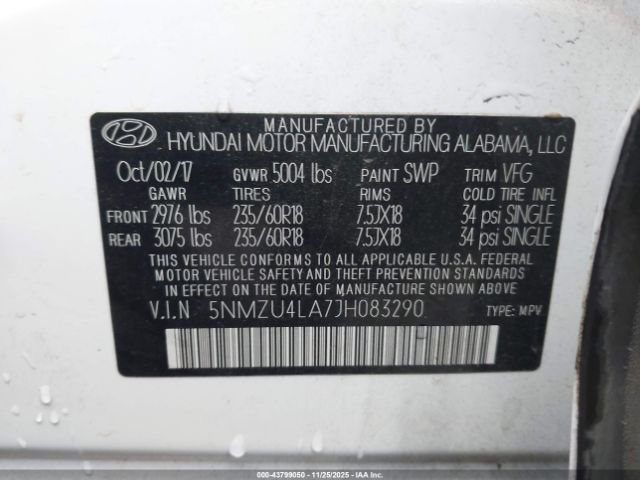 MANUFACTURED BY
HYUNDAI MOTOR MANUFACTURING ALABAMA, LLC
Oct/02/17 GVWR 5004 lbs PAINT SWP TRIM VFG
GAWR TIRES RIMS COLD TIRE INFL
FRONT 2976 lbs 235/60R18 7.5JX18 34 psi SINGLE
REAR 3075 lbs 235/60R18 7.5JX18 34 psi SINGLE
THIS VEHICLE CONFORMS TO ALL APPLICABLE U.S.A. FEDERAL
MOTOR VEHICLE SAFETY AND THEFT PREVENTION STANDARDS
IN EFFECT ON THE DATE OF MANUFACTURE SHOWN ABOVE.
V.I.N 5NMZU4LA7JH083290 TYPE: MPV
000-43799050 - 11/25/2025 - COPYRIGHT IAA, LLC.